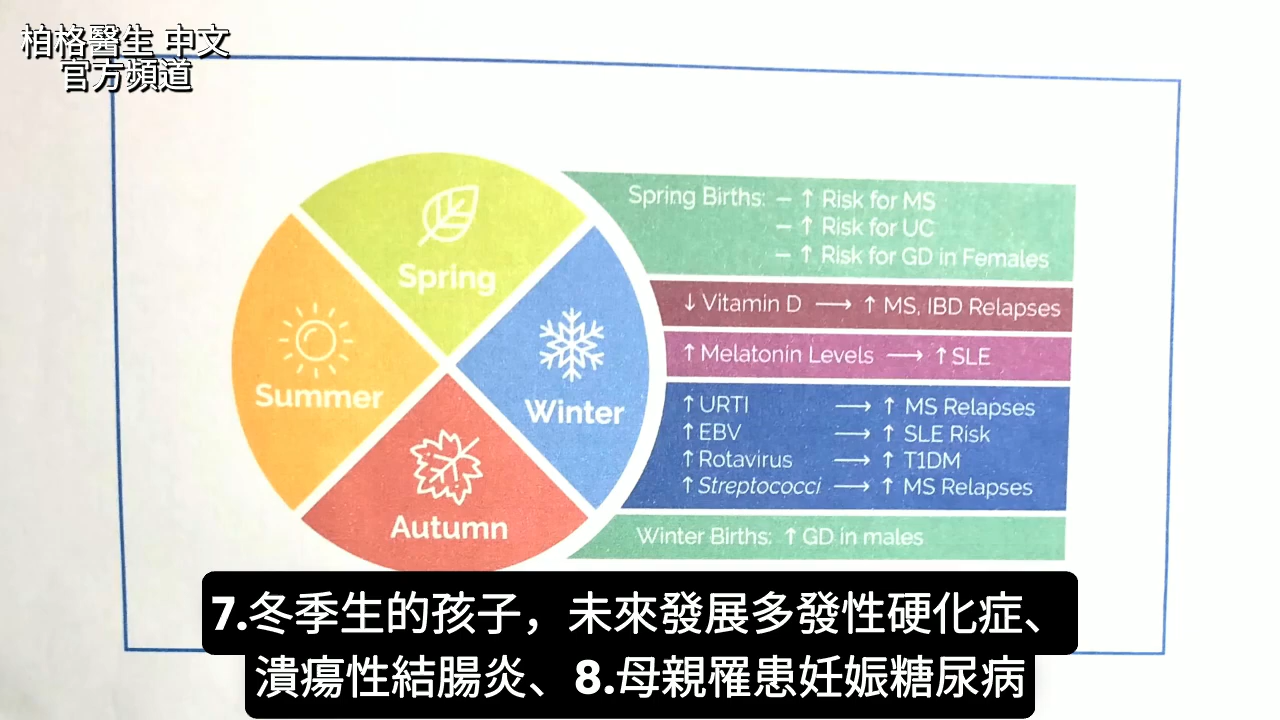 柏格醫生 中文
官方頻道
Spring
Summer
Winter
Autumn
Spring Births: – ↑ Risk for MS
– ↑ Risk for UC
– ↑ Risk for GD in Females
↓ Vitamin D → ↑ MS, IBD Relapses
↑ Melatonin Levels → ↑ SLE
↑ URTI → ↑ MS Relapses
↑ EBV → ↑ SLE Risk
↑ Rotavirus → ↑ T1DM
↑ Streptococci → ↑ MS Relapses
Winter Births: ↑ GD in males
7.冬季生的孩子，未來發展多發性硬化症、
潰瘍性結腸炎、8.母親罹患妊娠糖尿病